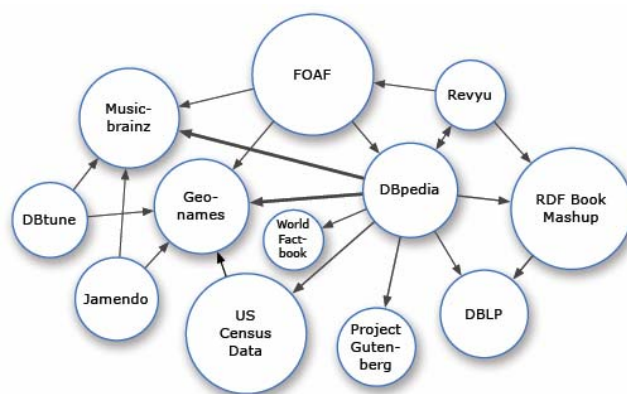 FOAF
Music-
brainz
Revyu
DBpedia
RDF Book
Mashup
Geo-
names
DBtune
World
Fact-
book
Jamendo
US
Census
Data
Project
Guten-
berg
DBLP